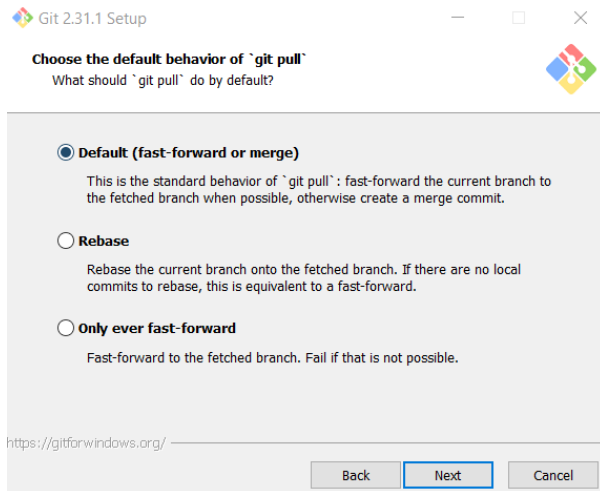 Git 2.31.1 Setup
Choose the default behavior of `git pull`
What should `git pull` do by default?
Default (fast-forward or merge)
This is the standard behavior of `git pull`: fast-forward the current branch to
the fetched branch when possible, otherwise create a merge commit.
Rebase
Rebase the current branch onto the fetched branch. If there are no local
commits to rebase, this is equivalent to a fast-forward.
Only ever fast-forward
Fast-forward to the fetched branch. Fail if that is not possible.
https://gitforwindows.org/
Back Next Cancel